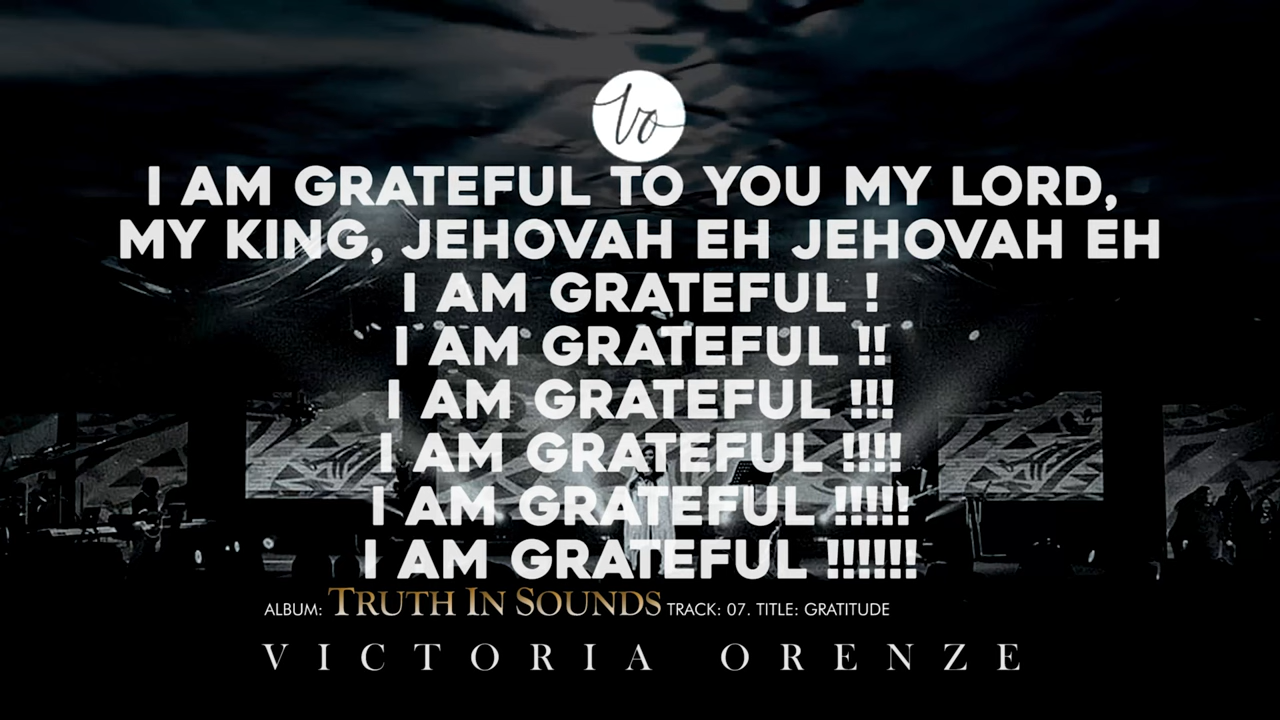 Vo
I AM GRATEFUL TO YOU MY LORD,
MY KING, JEHOVAH EH JEHOVAH EH
I AM GRATEFUL !
I AM GRATEFUL !!
I AM GRATEFUL !!!
I AM GRATEFUL !!!!
I AM GRATEFUL !!!!!
I AM GRATEFUL !!!!!!
ALBUM: TRUTH IN SOUNDS TRACK: 07. TITLE: GRATITUDE
VICTORIA ORENZE